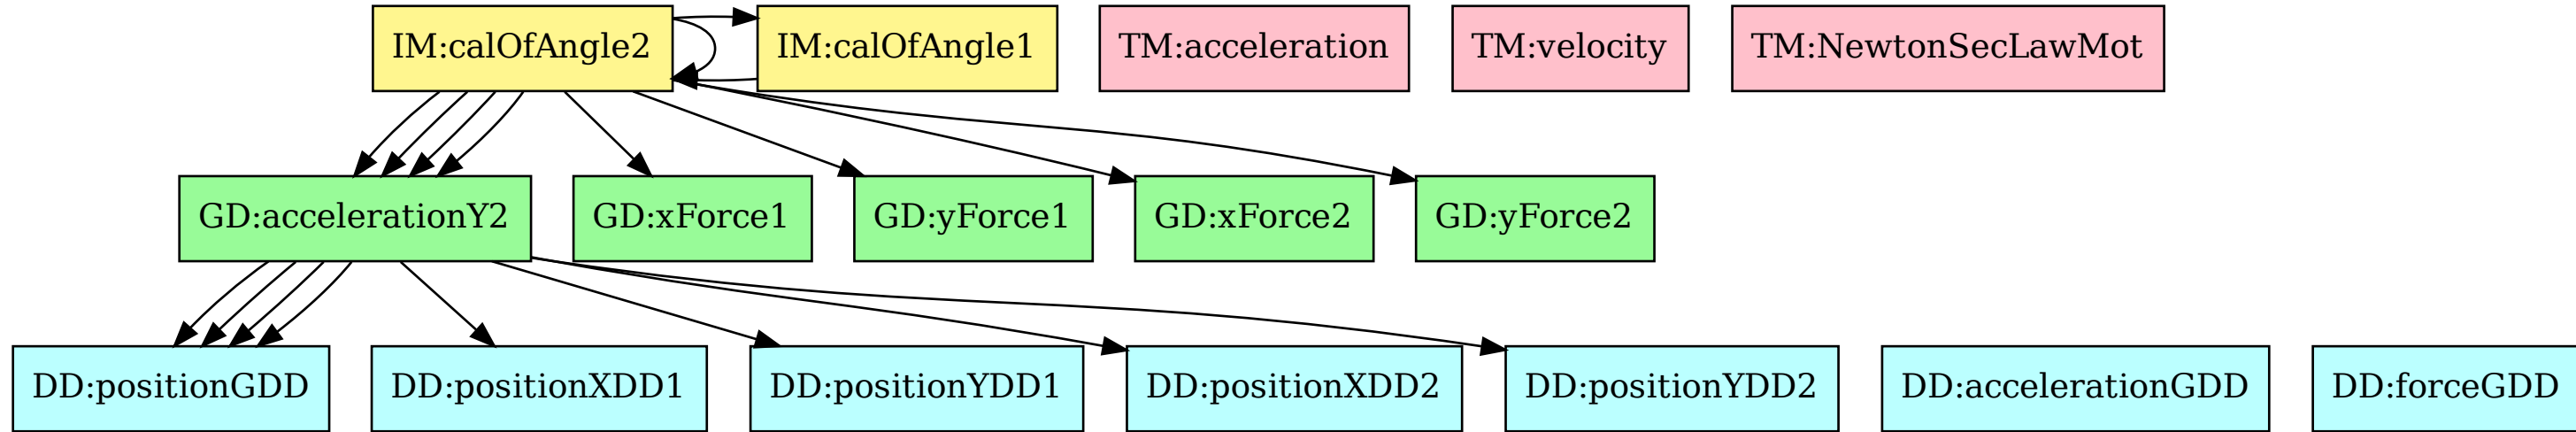 IM:calOfAngle2
IM:calOfAngle1
TM:acceleration
TM:velocity
TM:NewtonSecLawMot
GD:accelerationY2
GD:xForce1
GD:yForce1
GD:xForce2
GD:yForce2
DD:positionGDD
DD:positionXDD1
DD:positionYDD1
DD:positionXDD2
DD:positionYDD2
DD:accelerationGDD
DD:forceGDD